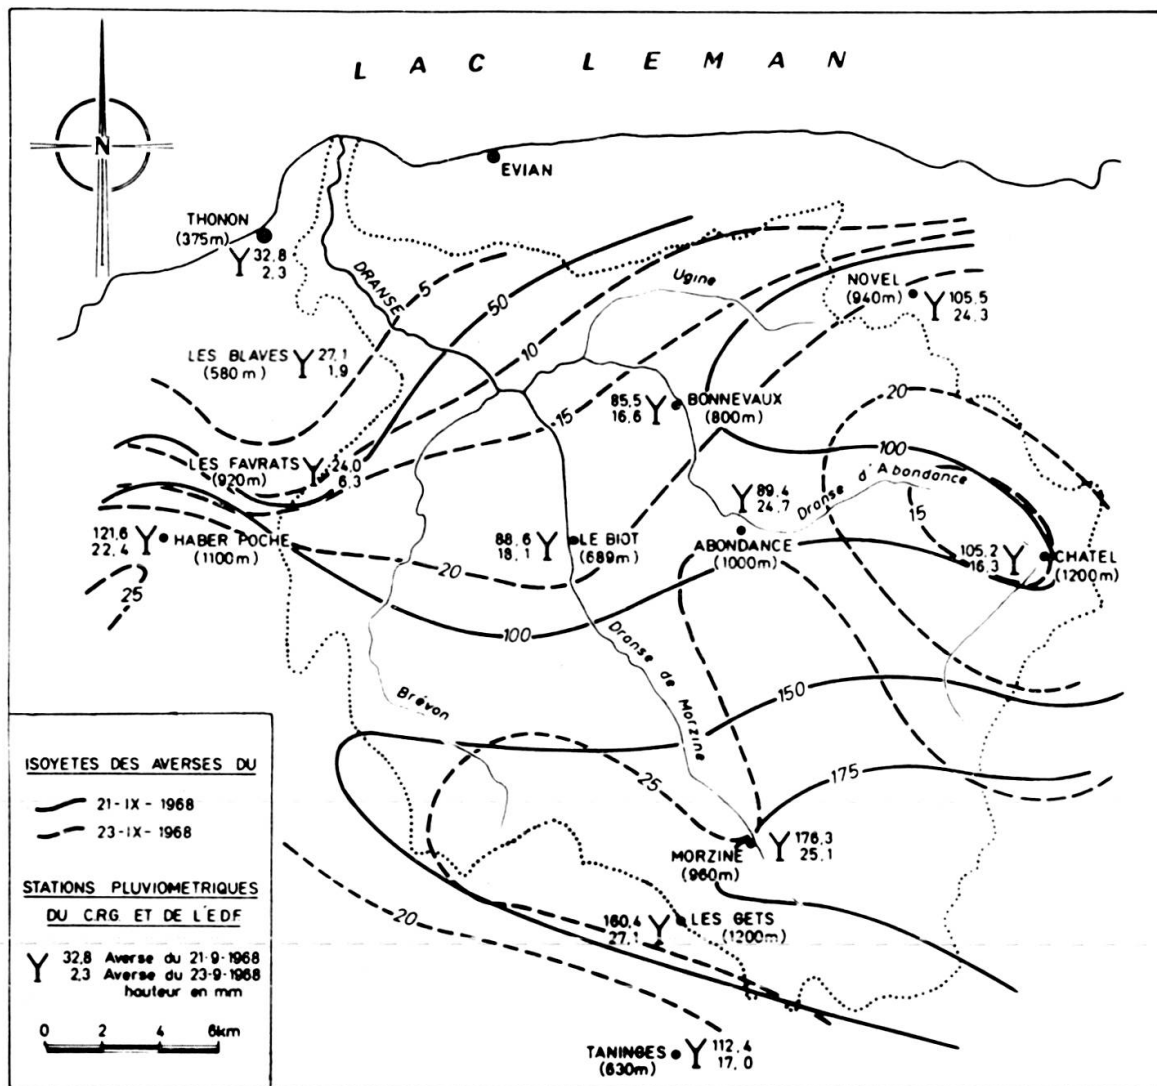 LAC LEMAN
N
EVIAN
THONON
(375m)
32,8
2,3
DRANSE
5
50
10
15
Ugine
NOVEL
(940m)
105,5
24,3
LES BLAVES
(580 m)
27,1
1,9
85,5
16,6
BONNEVAUX
(800m)
20
100
LES FAVRATS
(920m)
24,0
6,3
89,4
24,7
Dranse d'Abondance
15
121,6
22,4
HABER POCHE
(1100m)
88,6
18,1
LE BIOT
(689m)
ABONDANCE
(1000m)
105,2
16,3
CHATEL
(1200m)
25
20
100
Dranse de Morzine
150
Brévon
25
175
MORZINE
(960m)
176,3
25,1
160,4
27,1
LES GETS
(1200m)
20
TANINGES
(630m)
112,4
17,0
ISOYETES DES AVERSES DU
21-IX-1968
23-IX-1968
STATIONS PLUVIOMETRIQUES
DU C.R.G ET DE L'E.D.F
32,8 Averse du 21-9-1968
2,3 Averse du 23-9-1968
hauteur en mm
0 2 4 6km